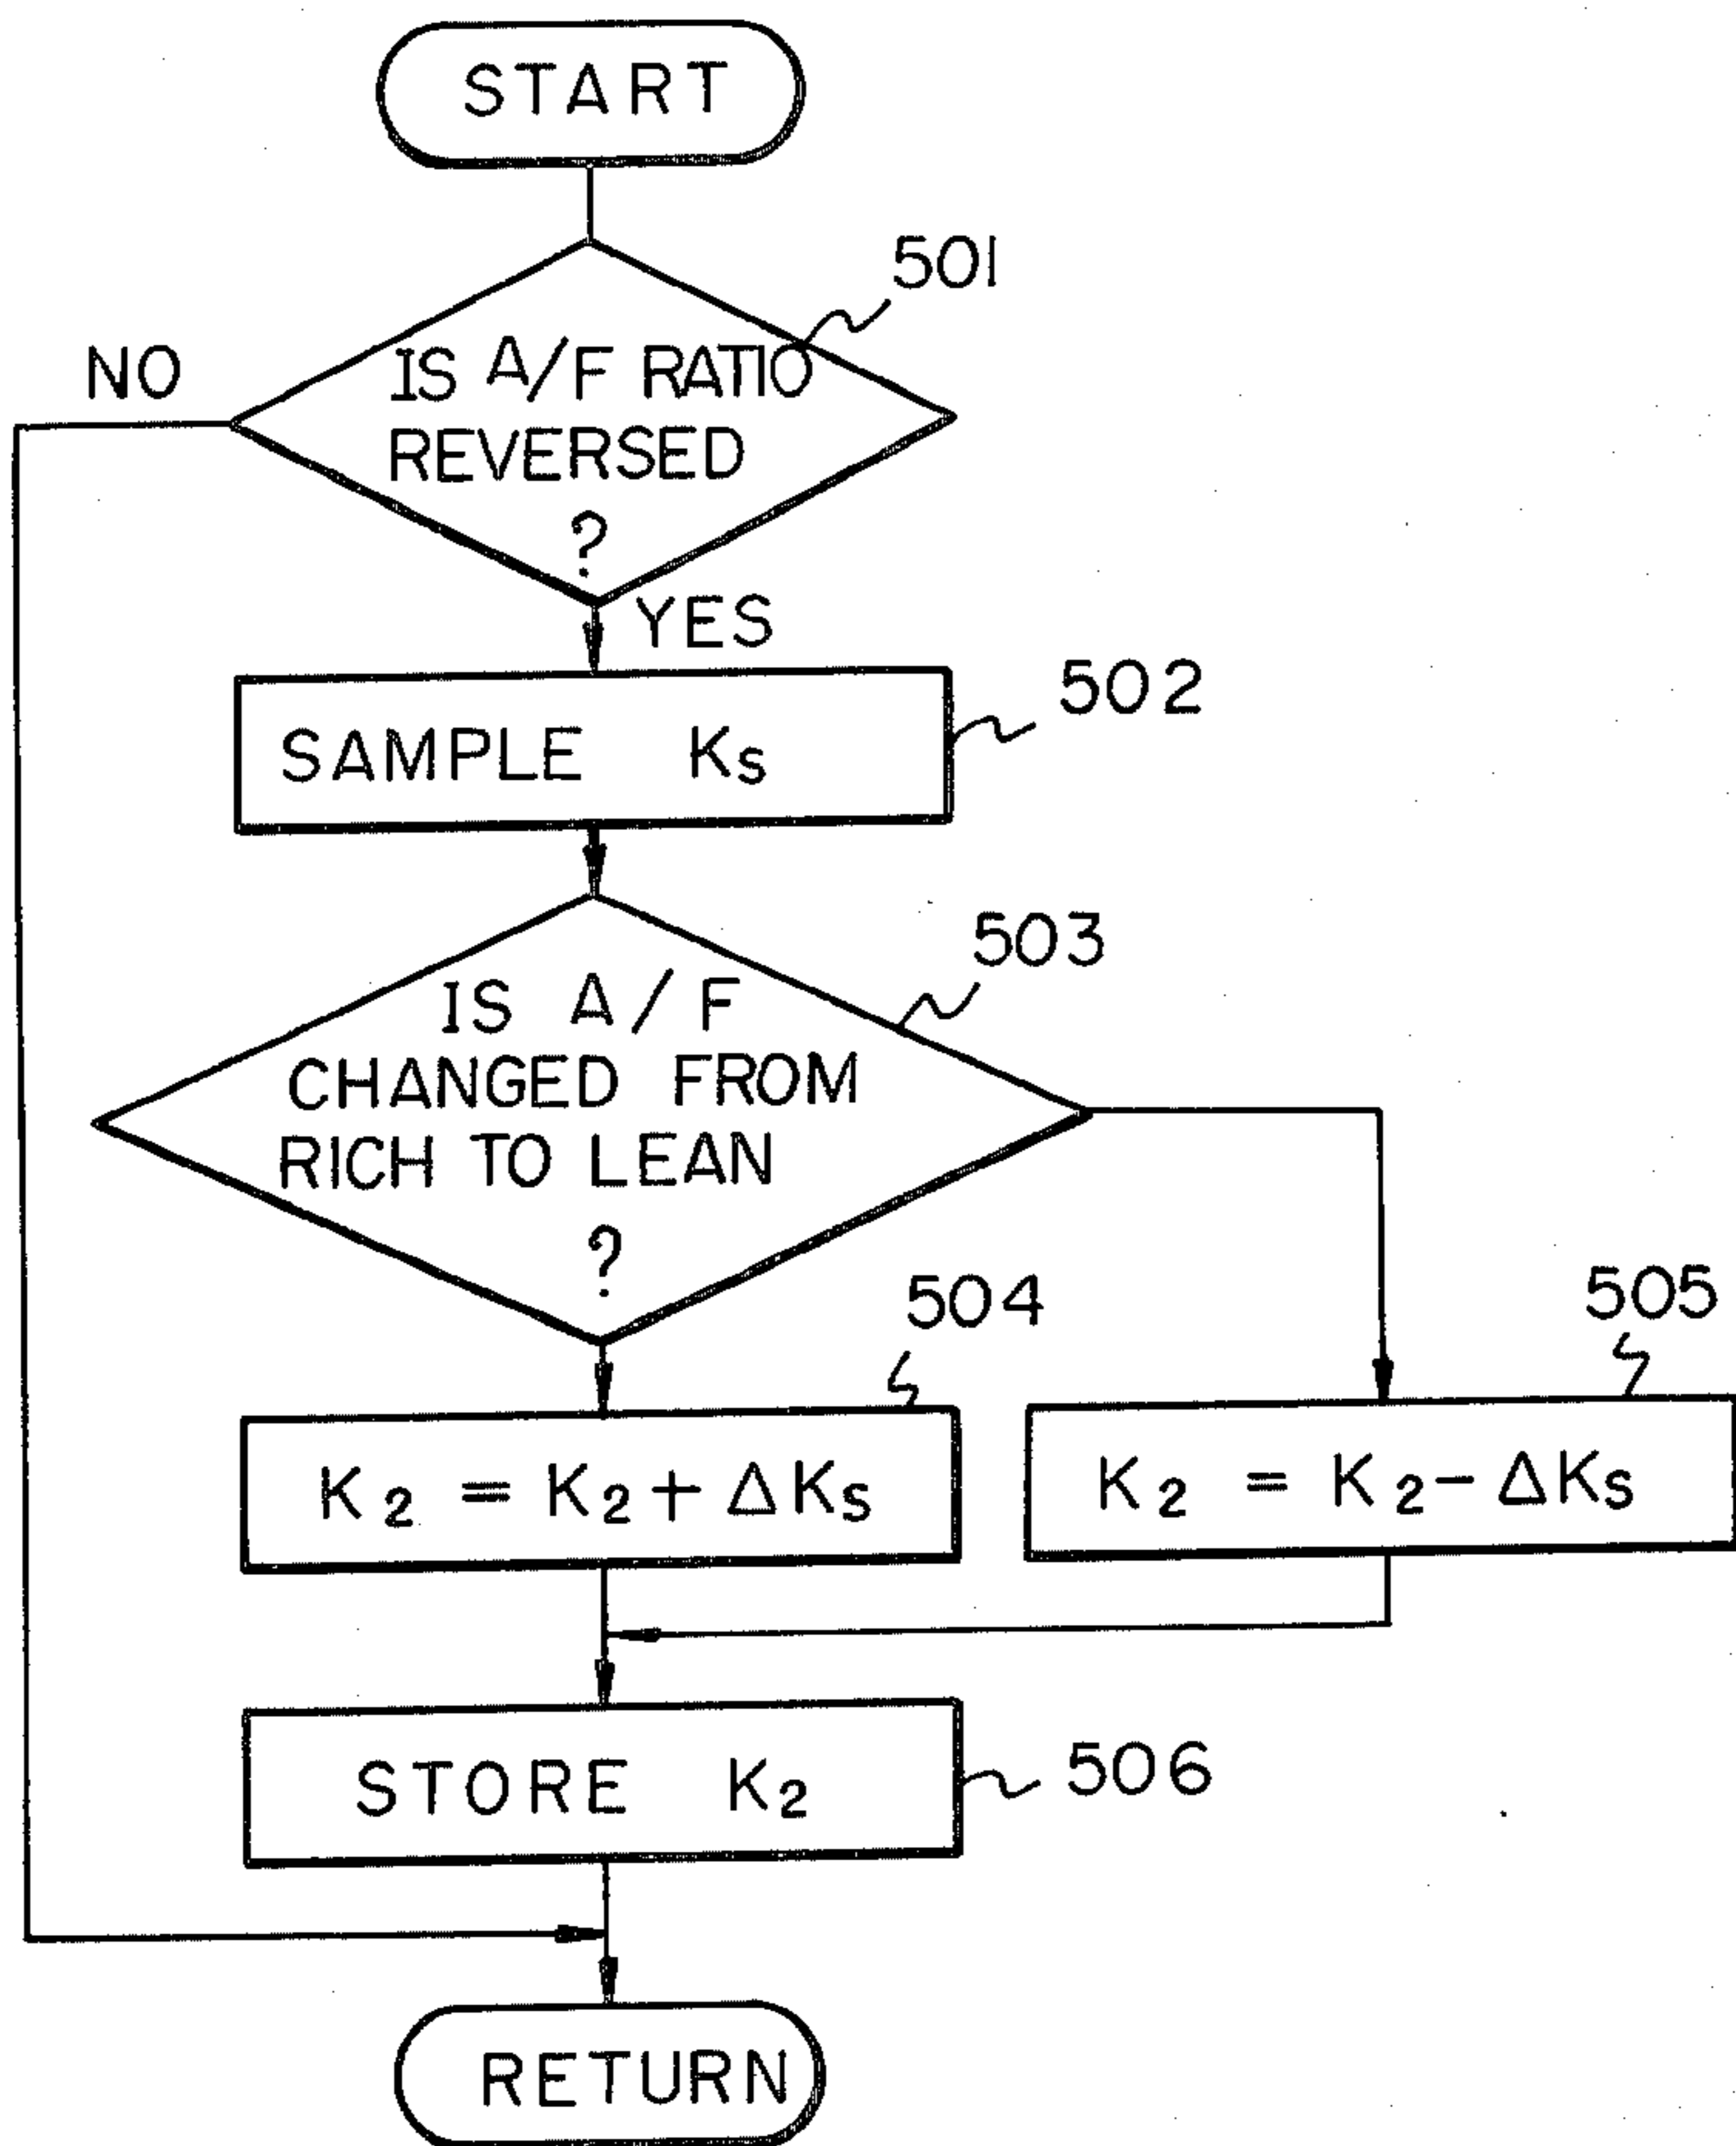 START
501
NO
IS A/F RATIO
REVERSED
?
YES
502
SAMPLE Ks
503
IS A/F
CHANGED FROM
RICH TO LEAN
?
504
505
K2 = K2 + ΔKs
K2 = K2 - ΔKs
STORE K2
506
RETURN